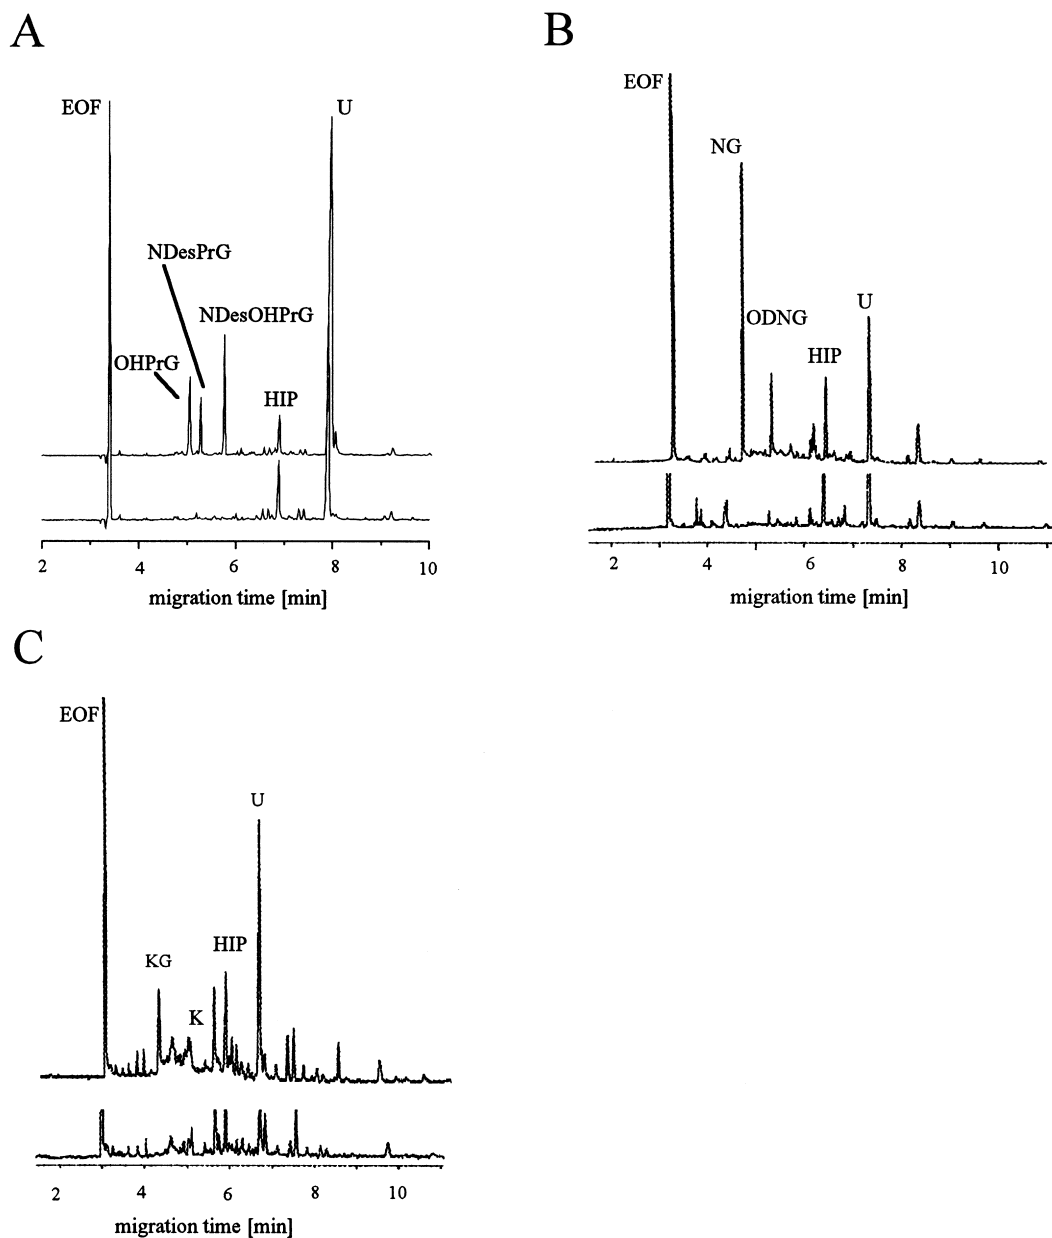 A
EOF
U
NDesPrG
NDesOHPrG
OHPrG
HIP
2 4 6 8 10
migration time [min]
B
EOF
NG
ODNG
U
HIP
2 4 6 8 10
migration time [min]
C
EOF
U
HIP
KG
K
2 4 6 8 10
migration time [min]